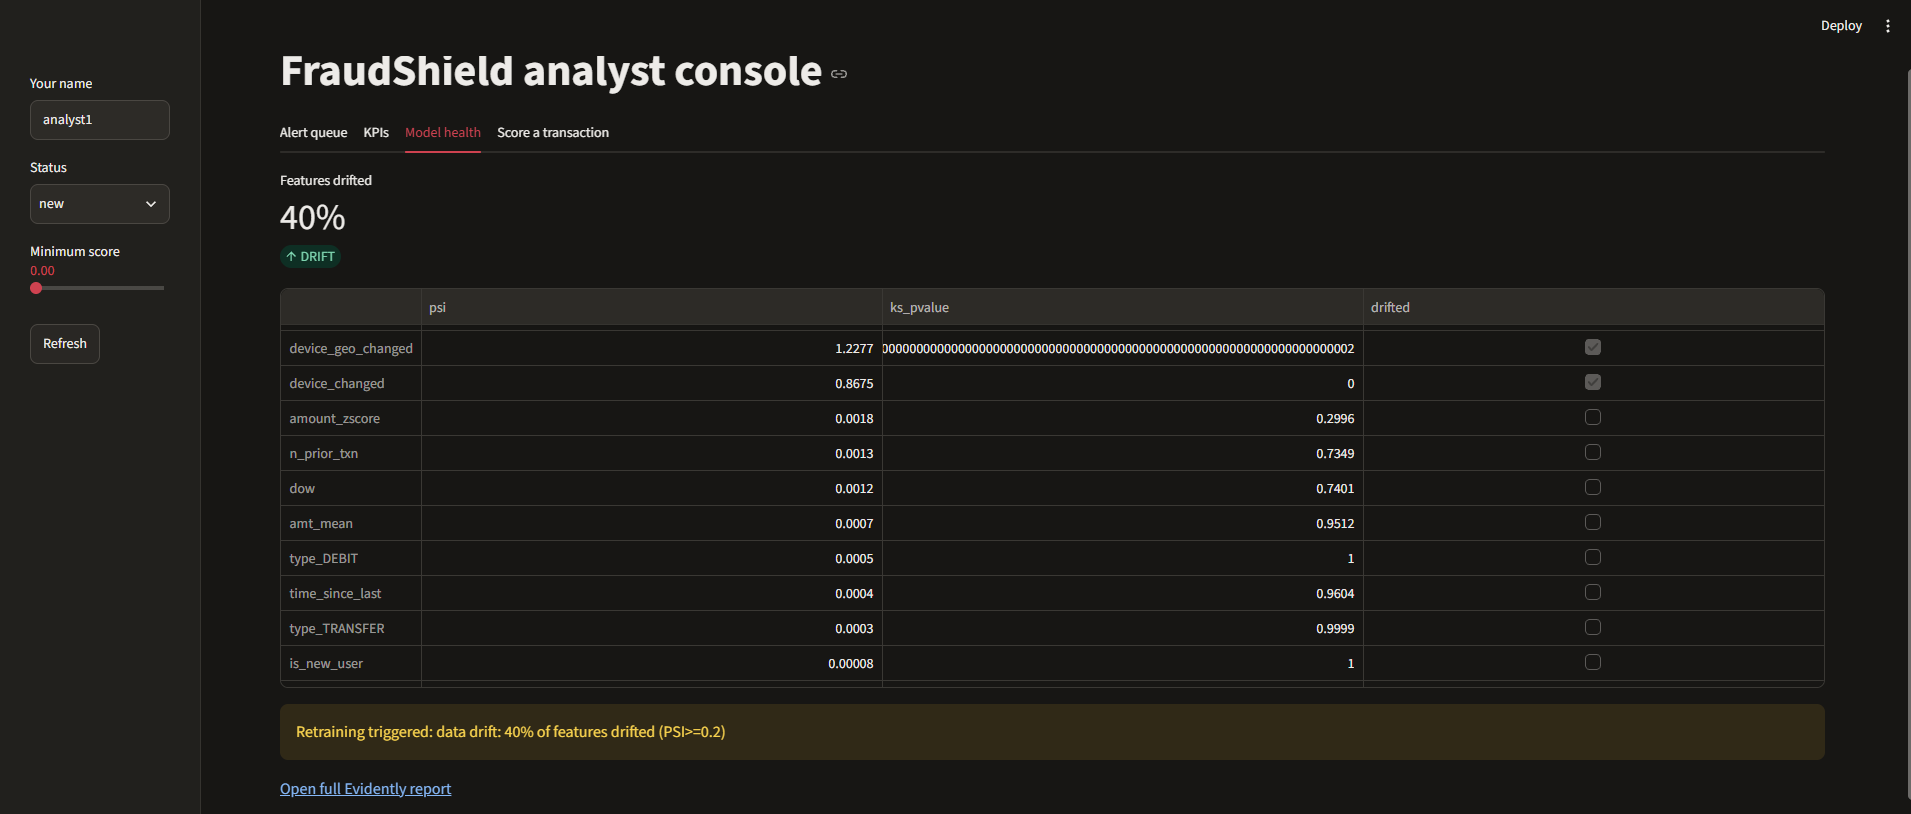 Deploy
Your name
analyst1
Status
new
Minimum score
0.00
Refresh
FraudShield analyst console
Alert queue KPIs Model health Score a transaction
Features drifted
40%
↑ DRIFT
psi ks_pvalue drifted
device_geo_changed 1.2277
device_changed 0.8675 0
amount_zscore 0.0018 0.2996
n_prior_txn 0.0013 0.7349
dow 0.0012 0.7401
amt_mean 0.0007 0.9512
type_DEBIT 0.0005 1
time_since_last 0.0004 0.9604
type_TRANSFER 0.0003 0.9999
is_new_user 0.00008 1
Retraining triggered: data drift: 40% of features drifted (PSI>=0.2)
Open full Evidently report